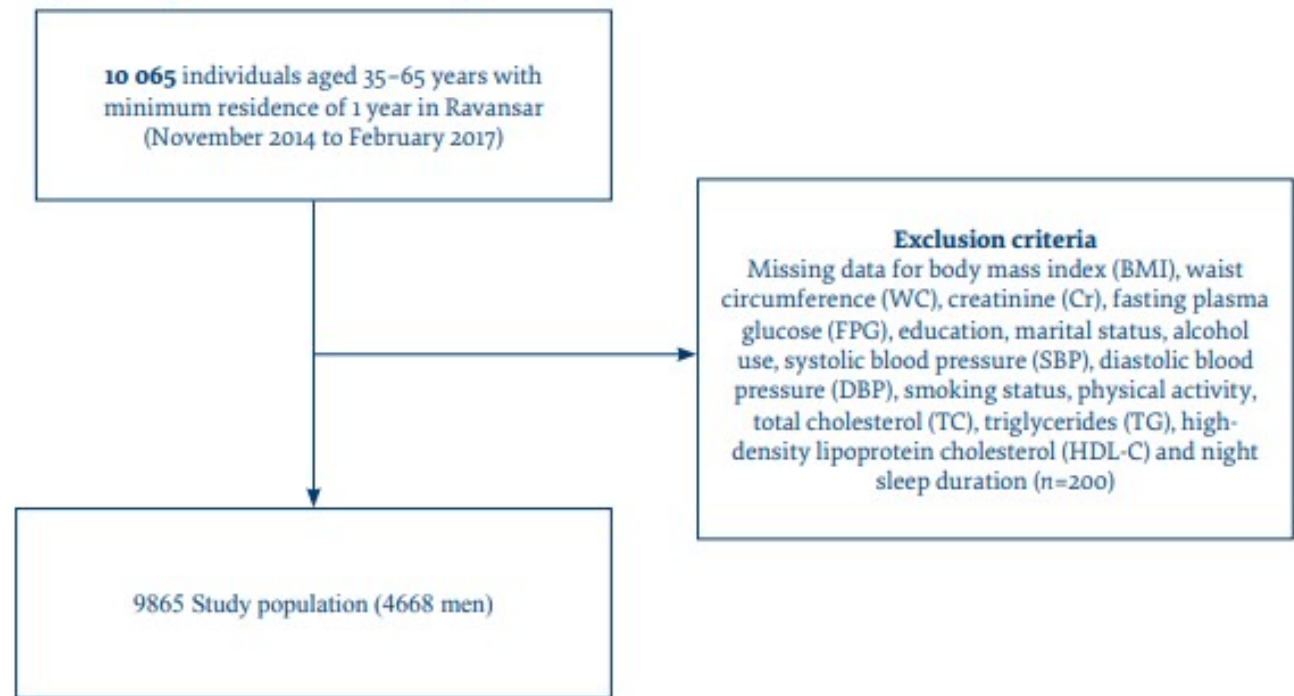 10 065 individuals aged 35–65 years with
minimum residence of 1 year in Ravansar
(November 2014 to February 2017)
Exclusion criteria
Missing data for body mass index (BMI), waist
circumference (WC), creatinine (Cr), fasting plasma
glucose (FPG), education, marital status, alcohol
use, systolic blood pressure (SBP), diastolic blood
pressure (DBP), smoking status, physical activity,
total cholesterol (TC), triglycerides (TG), high-
density lipoprotein cholesterol (HDL-C) and night
sleep duration (n=200)
9865 Study population (4668 men)